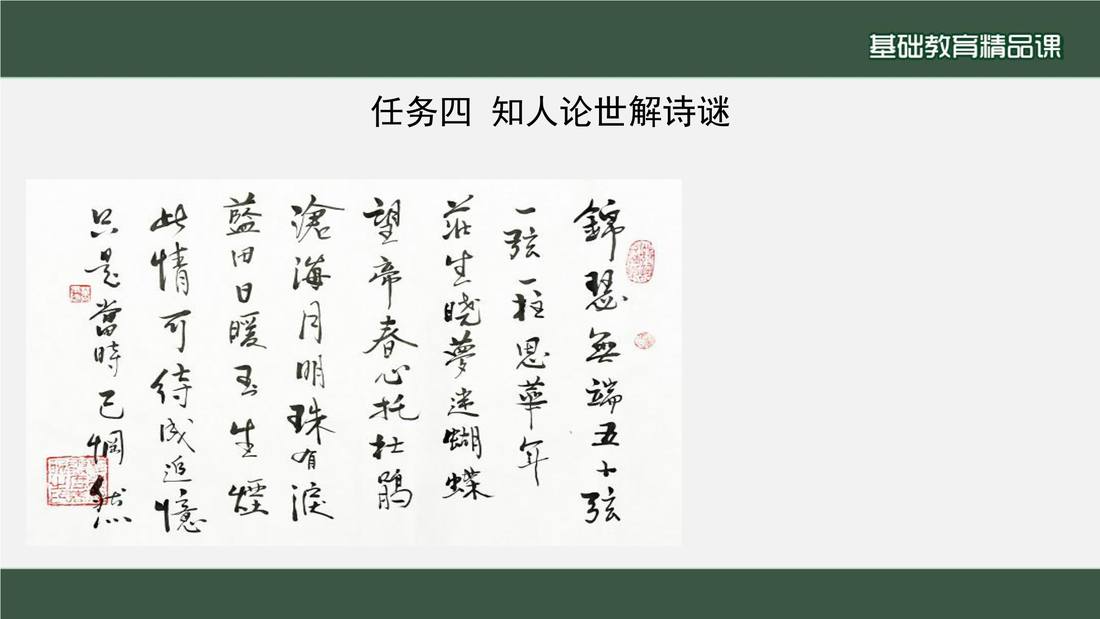 基础教育精品课
任务四 知人论世解诗谜
錦瑟無端五十弦
一弦一柱思華年
莊生曉夢迷蝴蝶
望帝春心托杜鵑
滄海月明珠有淚
藍田日暖玉生煙
此情可待成追憶
只是當時已惘然